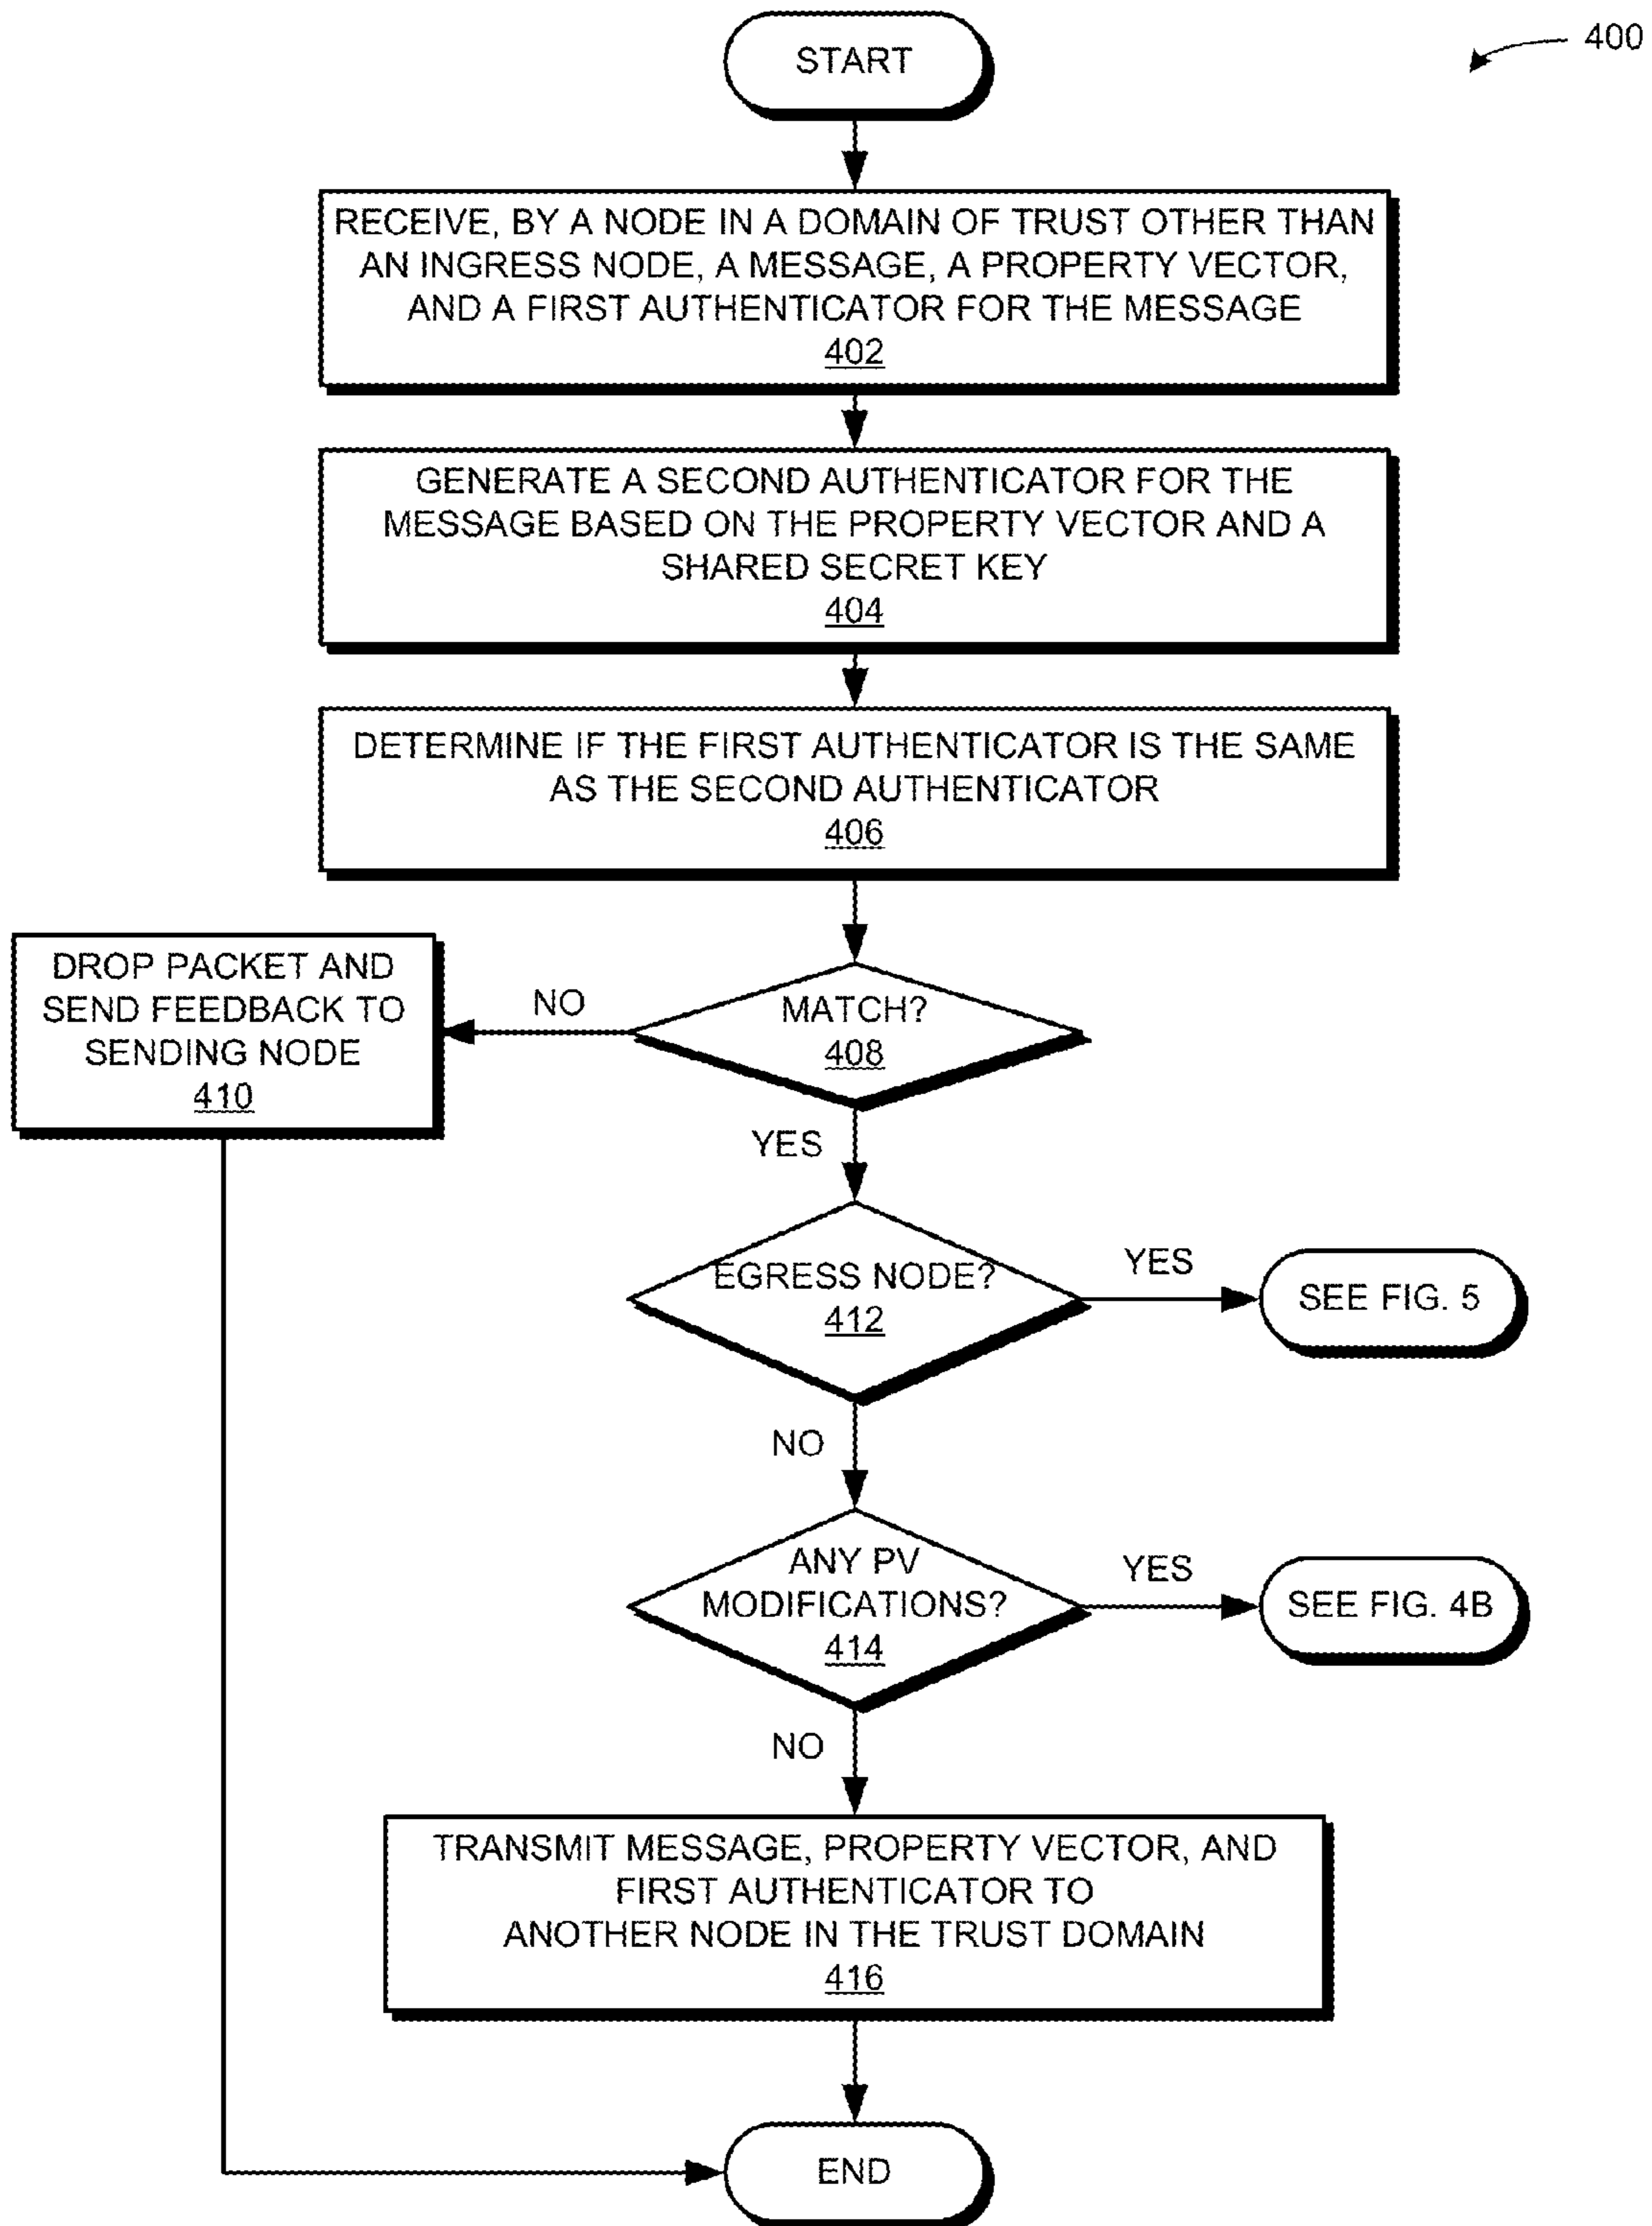 400
START
RECEIVE, BY A NODE IN A DOMAIN OF TRUST OTHER THAN
AN INGRESS NODE, A MESSAGE, A PROPERTY VECTOR,
AND A FIRST AUTHENTICATOR FOR THE MESSAGE
402
GENERATE A SECOND AUTHENTICATOR FOR THE
MESSAGE BASED ON THE PROPERTY VECTOR AND A
SHARED SECRET KEY
404
DETERMINE IF THE FIRST AUTHENTICATOR IS THE SAME
AS THE SECOND AUTHENTICATOR
406
MATCH?
408
NO
DROP PACKET AND
SEND FEEDBACK TO
SENDING NODE
410
YES
EGRESS NODE?
412
YES
SEE FIG. 5
NO
ANY PV
MODIFICATIONS?
414
YES
SEE FIG. 4B
NO
TRANSMIT MESSAGE, PROPERTY VECTOR, AND
FIRST AUTHENTICATOR TO
ANOTHER NODE IN THE TRUST DOMAIN
416
END